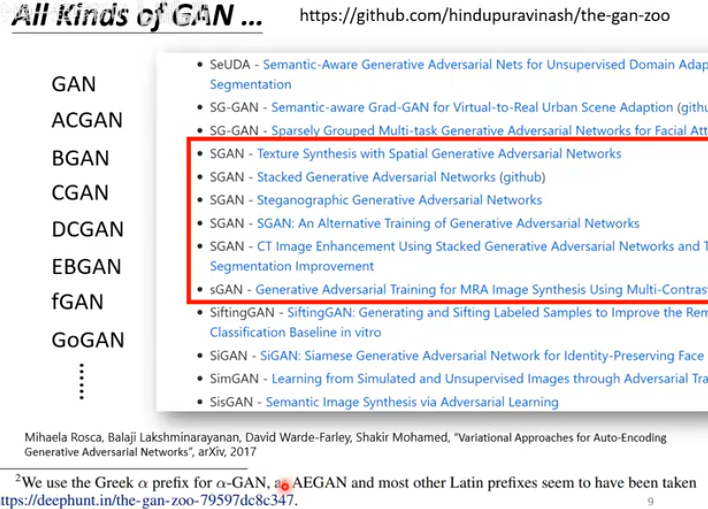 All Kinds of GAN ...
https://github.com/hindupuravinash/the-gan-zoo
GAN
ACGAN
BGAN
CGAN
DCGAN
EBGAN
fGAN
GoGAN
......
• SeUDA - Semantic-Aware Generative Adversarial Nets for Unsupervised Domain Adap
Segmentation
• SG-GAN - Semantic-aware Grad-GAN for Virtual-to-Real Urban Scene Adaption (githu
• SG-GAN - Sparsely Grouped Multi-task Generative Adversarial Networks for Facial Att
• SGAN - Texture Synthesis with Spatial Generative Adversarial Networks
• SGAN - Stacked Generative Adversarial Networks (github)
• SGAN - Steganographic Generative Adversarial Networks
• SGAN - SGAN: An Alternative Training of Generative Adversarial Networks
• SGAN - CT Image Enhancement Using Stacked Generative Adversarial Networks and T
Segmentation Improvement
• sGAN - Generative Adversarial Training for MRA Image Synthesis Using Multi-Contrast
• SiftingGAN - SiftingGAN: Generating and Sifting Labeled Samples to Improve the Rem
Classification Baseline in vitro
• SiGAN - SiGAN: Siamese Generative Adversarial Network for Identity-Preserving Face
• SimGAN - Learning from Simulated and Unsupervised Images through Adversarial Tra
• SisGAN - Semantic Image Synthesis via Adversarial Learning
Mihaela Rosca, Balaji Lakshminarayanan, David Warde-Farley, Shakir Mohamed, "Variational Approaches for Auto-Encoding
Generative Adversarial Networks", arXiv, 2017
²We use the Greek α prefix for α-GAN, as AEGAN and most other Latin prefixes seem to have been taken
https://deephunt.in/the-gan-zoo-79597dc8c347.
9